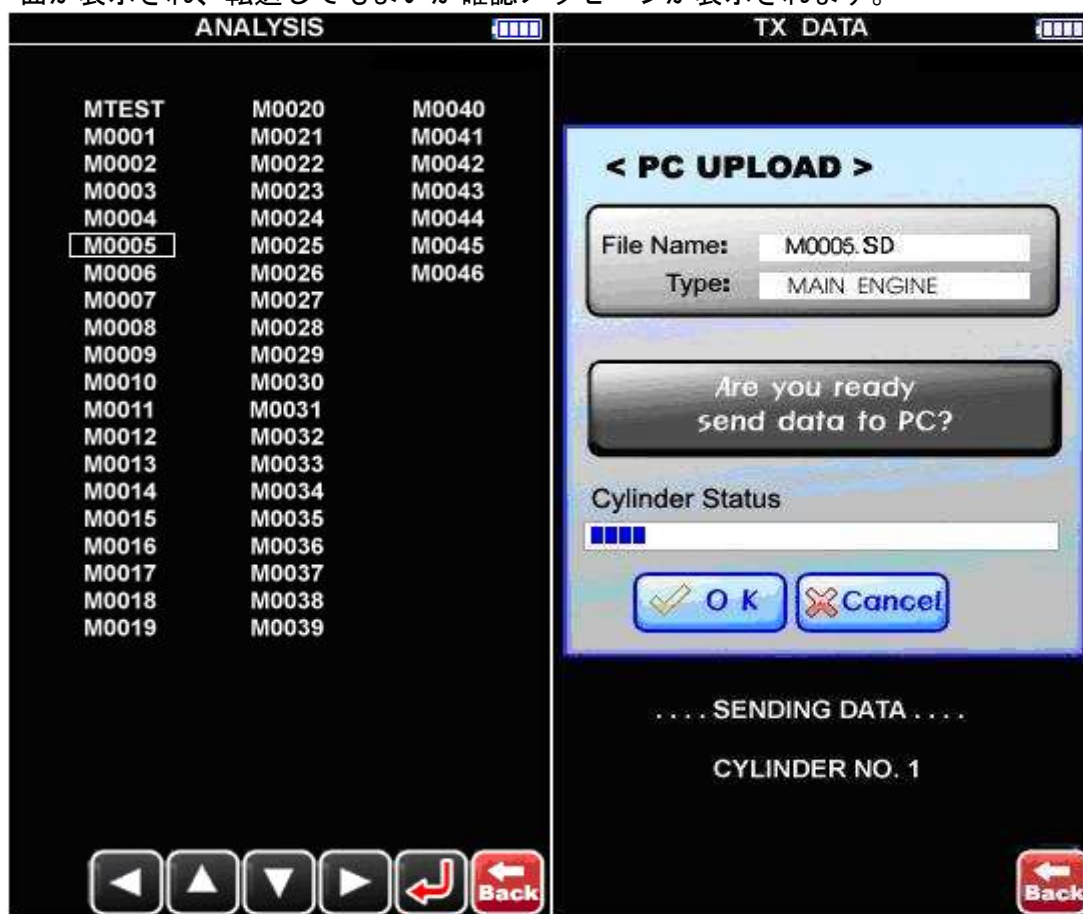 ANALYSIS
MTEST M0020 M0040
M0001 M0021 M0041
M0002 M0022 M0042
M0003 M0023 M0043
M0004 M0024 M0044
M0005 M0025 M0045
M0006 M0026 M0046
M0007 M0027
M0008 M0028
M0009 M0029
M0010 M0030
M0011 M0031
M0012 M0032
M0013 M0033
M0014 M0034
M0015 M0035
M0016 M0036
M0017 M0037
M0018 M0038
M0019 M0039
Back
TX DATA
< PC UPLOAD >
File Name: M0005.SD
Type: MAIN ENGINE
Are you ready
send data to PC?
Cylinder Status
OK Cancel
.... SENDING DATA ....
CYLINDER NO. 1
Back